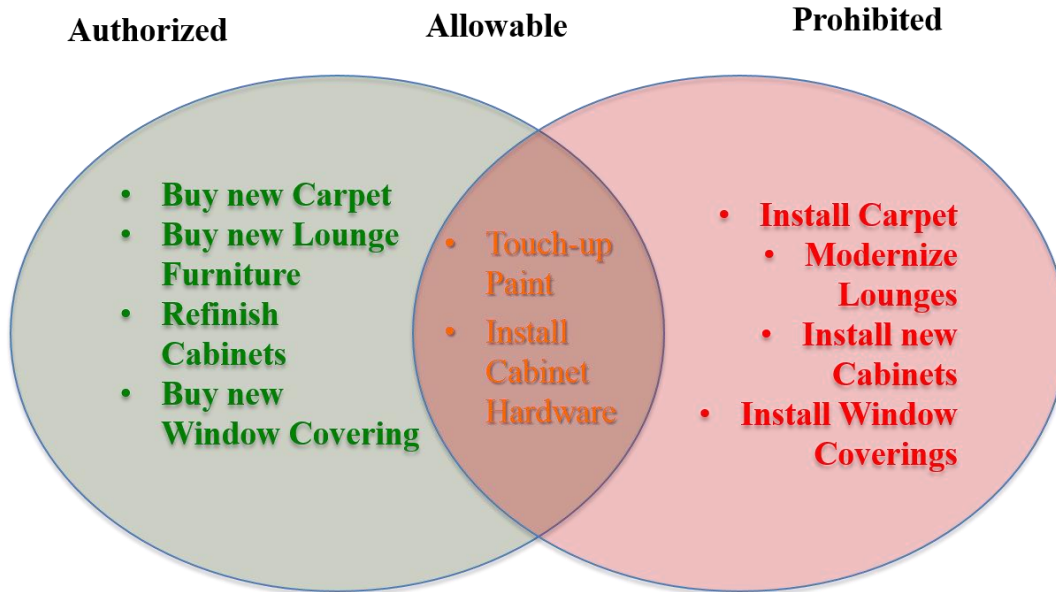 Authorized
Allowable
Prohibited
• Buy new Carpet
• Buy new Lounge
Furniture
• Refinish
Cabinets
• Buy new
Window Covering
• Touch-up
Paint
• Install
Cabinet
Hardware
• Install Carpet
• Modernize
Lounges
• Install new
Cabinets
• Install Window
Coverings